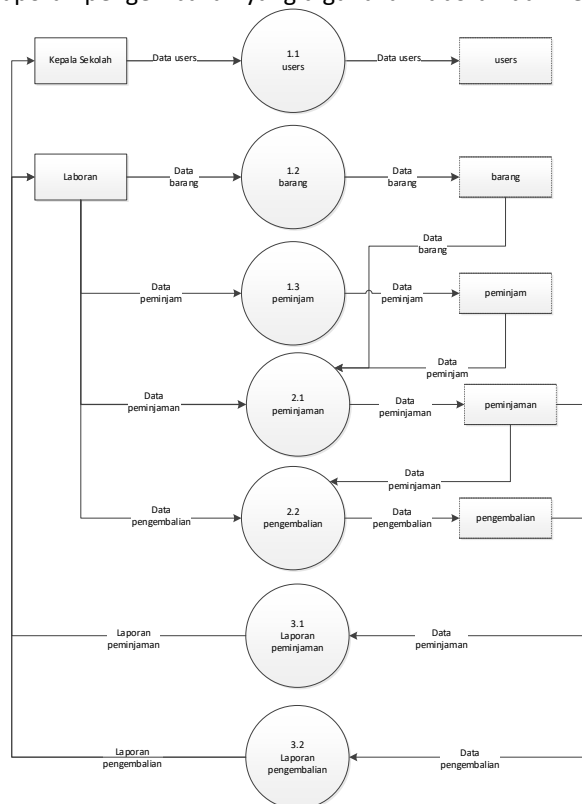 Kepala Sekolah
Data users
1.1
users
Data users
users
Laboran
Data
barang
1.2
barang
Data
barang
barang
Data
barang
Data
peminjam
1.3
peminjam
Data
peminjam
peminjam
Data
peminjam
Data
peminjaman
2.1
peminjaman
Data
peminjaman
peminjaman
Data
peminjaman
Data
pengembalian
2.2
pengembalian
Data
pengembalian
pengembalian
Laporan
peminjaman
3.1
Laporan
peminjaman
Data
peminjaman
Laporan
pengembalian
3.2
Laporan
pengembalian
Data
pengembalian